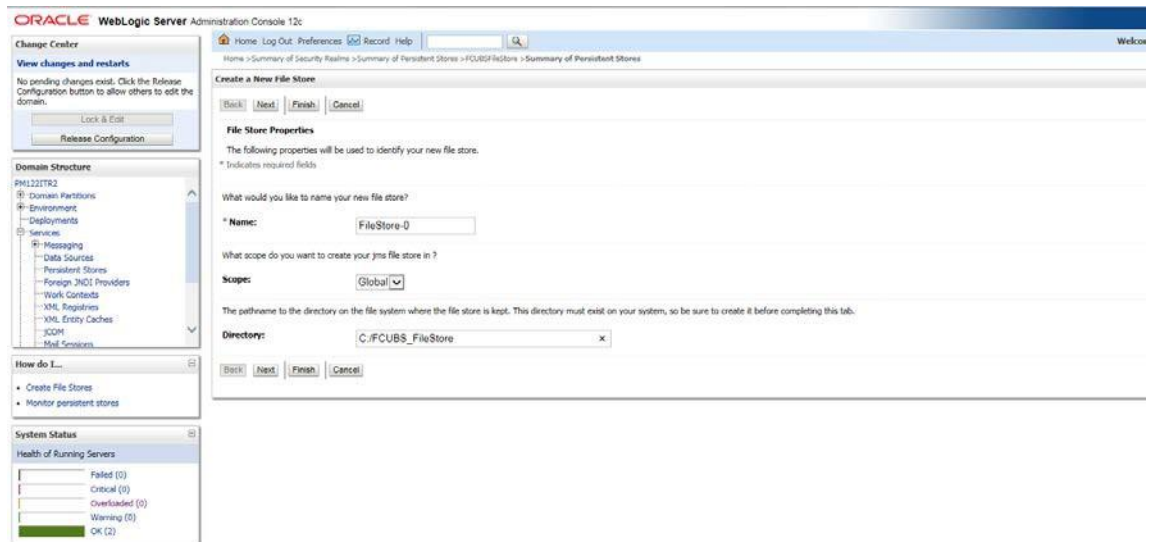 ORACLE WebLogic Server Administration Console 12c
Change Center
View changes and restarts
No pending changes exist. Click the Release
Configuration button to allow others to edit the
domain.
Lock & Edit
Release Configuration
Domain Structure
PM122ITR2
Domain Partitions
Environment
Deployments
Services
Messaging
Data Sources
Persistent Stores
Foreign JNDI Providers
Work Contexts
XML Registries
XML Entity Caches
jCOM
Mail Sessions
How do I...
Create File Stores
Monitor persistent stores
System Status
Health of Running Servers
Failed (0)
Critical (0)
Overloaded (0)
Warning (0)
OK (2)
Home Log Out Preferences Record Help
Welco
Home >Summary of Security Realms >Summary of Persistent Stores >FCUBSFileStore >Summary of Persistent Stores
Create a New File Store
Back Next Finish Cancel
File Store Properties
The following properties will be used to identify your new file store.
* Indicates required fields
What would you like to name your new file store?
* Name: FileStore-0
What scope do you want to create your jms file store in ?
Scope: Global
The pathname to the directory on the file system where the file store is kept. This directory must exist on your system, so be sure to create it before completing this tab.
Directory: C:/FCUBS_FileStore ×
Back Next Finish Cancel